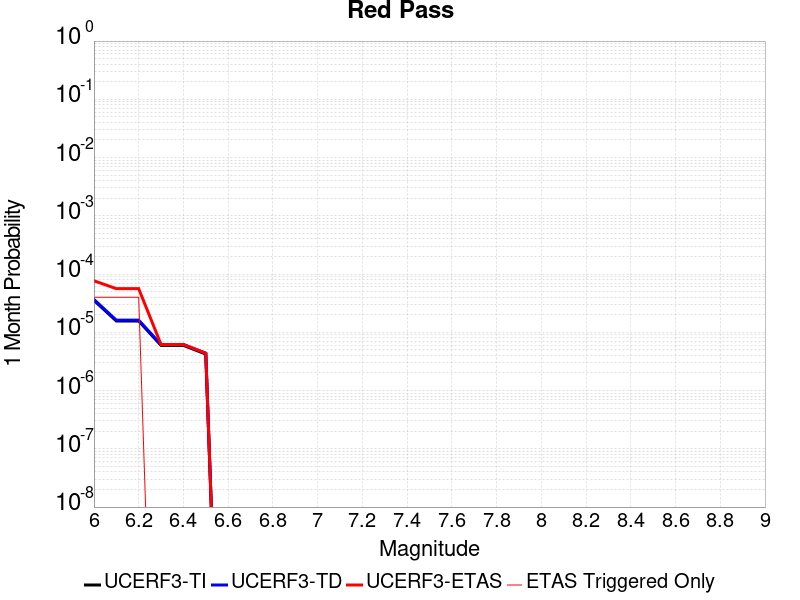 Red Pass
1 Month Probability
10^0
10^-1
10^-2
10^-3
10^-4
10^-5
10^-6
10^-7
10^-8
6 6.2 6.4 6.6 6.8 7 7.2 7.4 7.6 7.8 8 8.2 8.4 8.6 8.8 9
Magnitude
UCERF3-TI UCERF3-TD UCERF3-ETAS ETAS Triggered Only